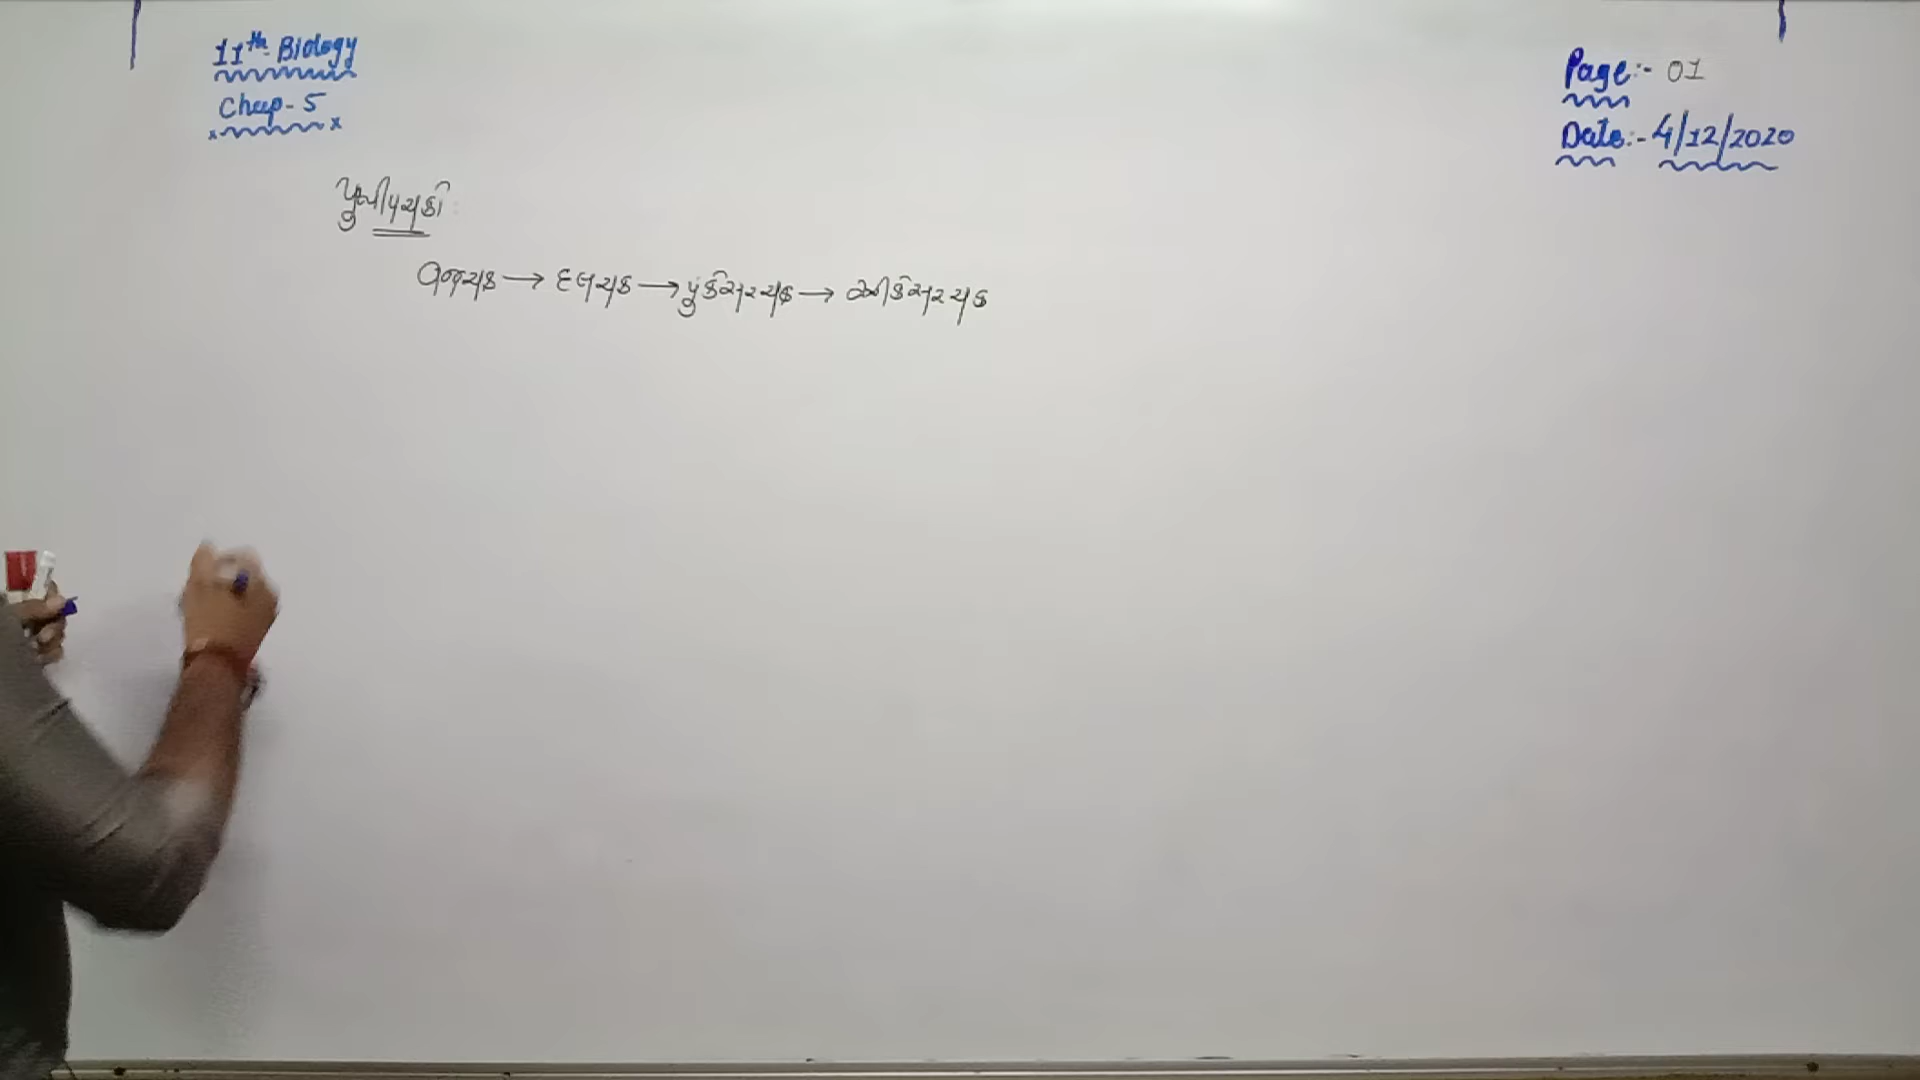 11th Biology
Chap - 5
Page:- 01
Date:- 4/12/2020
પુષ્પીયચક્રો
વજ્રચક્ર → દલચક્ર → પુંકેસરચક્ર → સ્ત્રીકેસરચક્ર